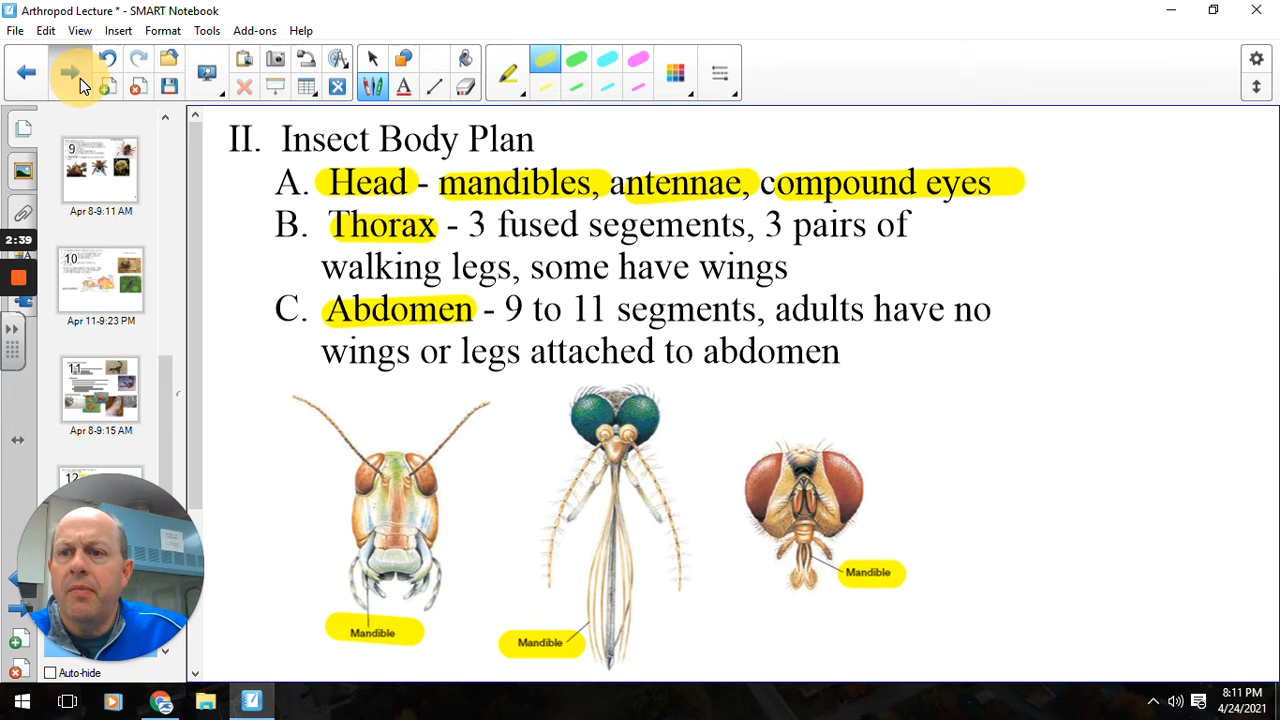 Arthropod Lecture * - SMART Notebook
File Edit View Insert Format Tools Add-ons Help
9
Apr 8-9:11 AM
10
Apr 11-9:23 PM
11
Apr 8-9:15 AM
12
2:39
Auto-hide
II. Insect Body Plan
A. Head - mandibles, antennae, compound eyes
B. Thorax - 3 fused segements, 3 pairs of
walking legs, some have wings
C. Abdomen - 9 to 11 segments, adults have no
wings or legs attached to abdomen
Mandible
Mandible
Mandible
8:11 PM
4/24/2021